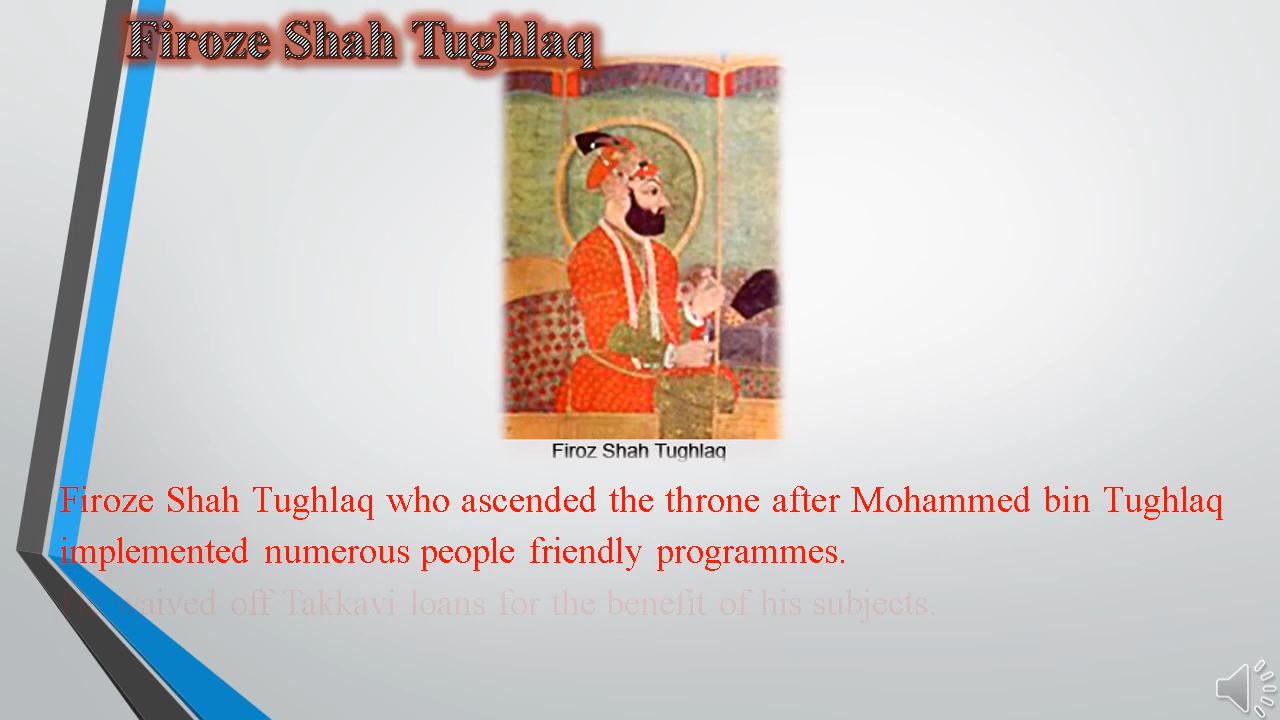 Firoze Shah Tughlaq
Firoz Shah Tughlaq
Firoze Shah Tughlaq who ascended the throne after Mohammed bin Tughlaq
implemented numerous people friendly programmes.
waived off Takkavi loans for the benefit of his subjects.